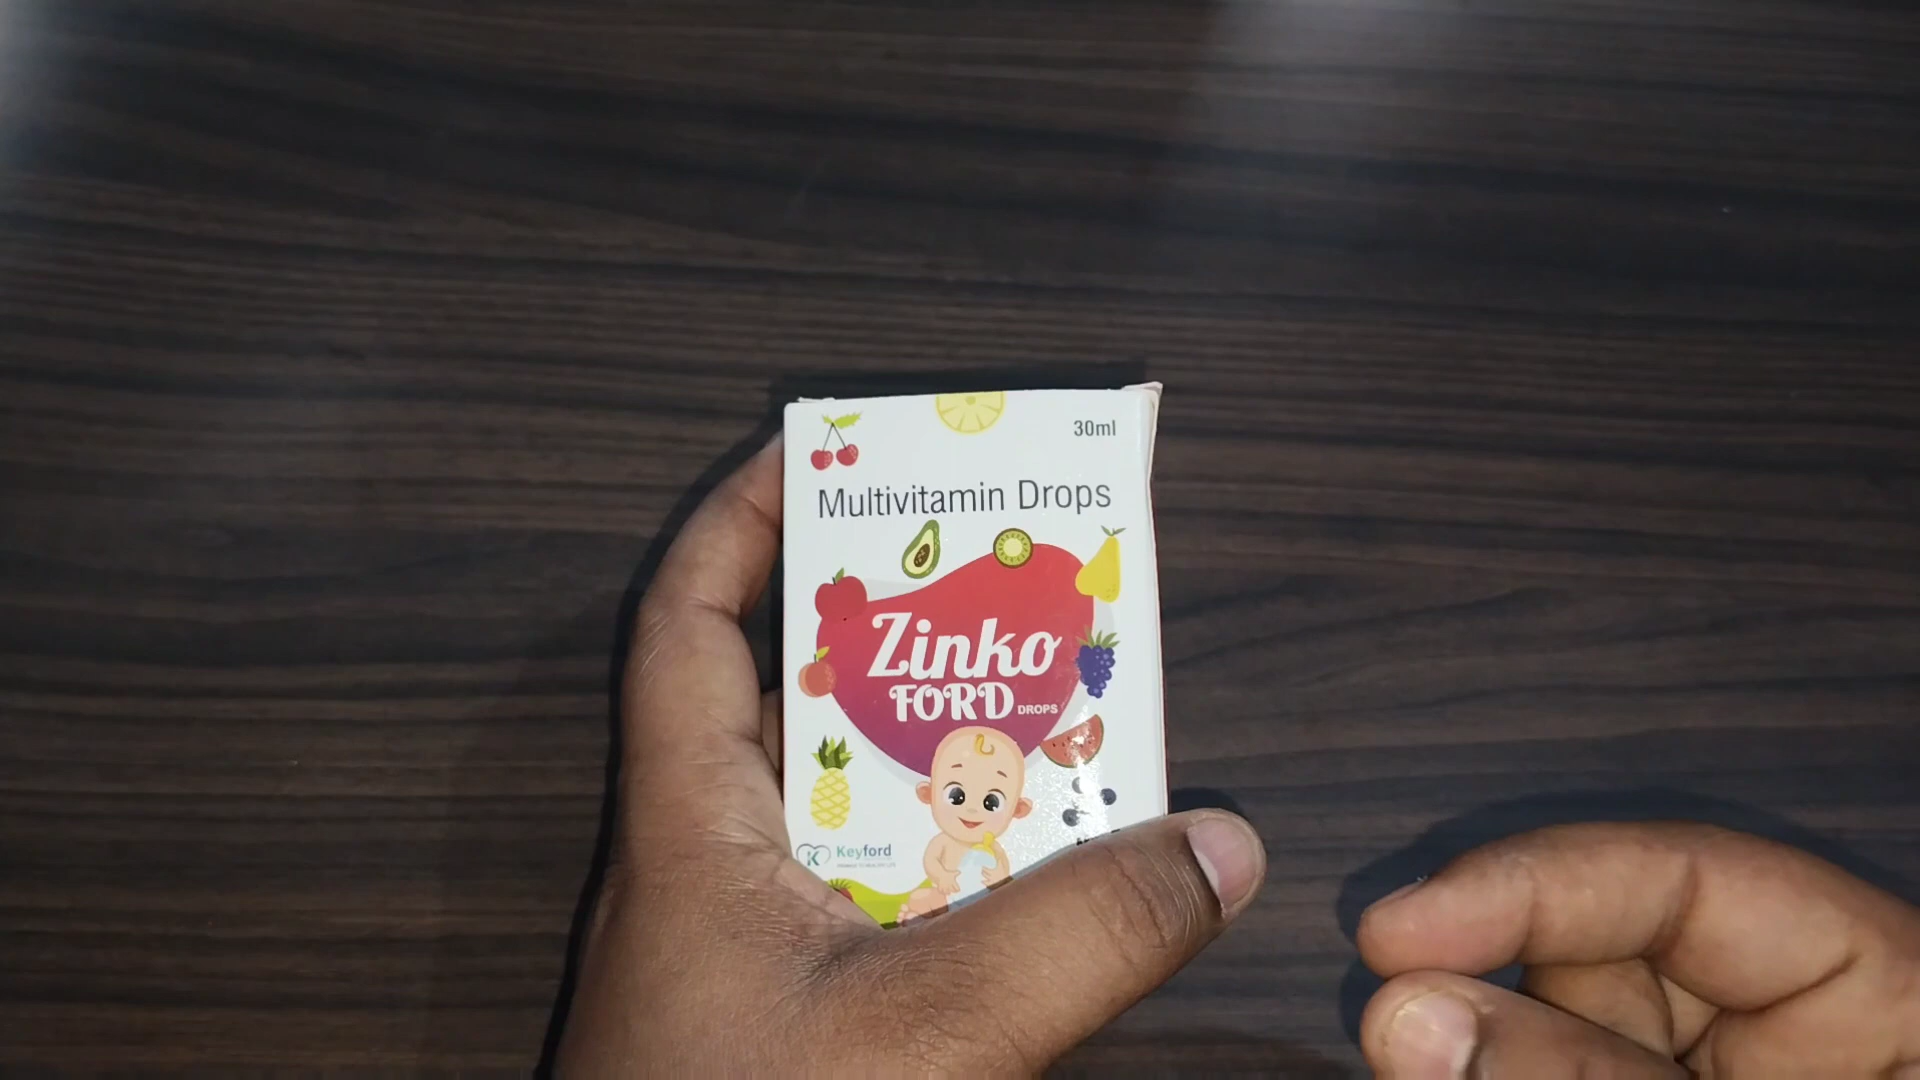 30ml
Multivitamin Drops
Zinko
FORD DROPS
Keyford